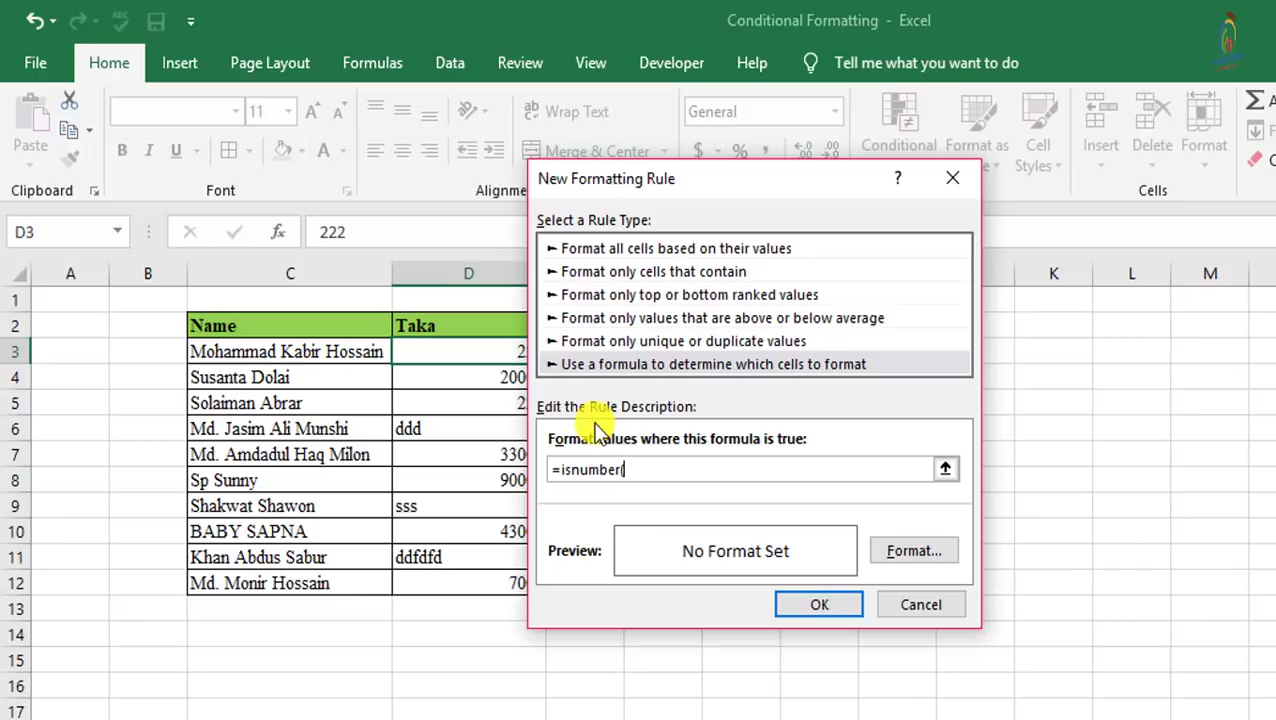 Conditional Formatting - Excel
File Home Insert Page Layout Formulas Data Review View Developer Help Tell me what you want to do
11 Wrap Text General
Paste B I U A Merge & Center $ % , Conditional Format as Cell Insert Delete Format
Styles
Clipboard Font Cells
D3 fx 222
New Formatting Rule ?
Select a Rule Type:
► Format all cells based on their values
► Format only cells that contain
► Format only top or bottom ranked values
► Format only values that are above or below average
► Format only unique or duplicate values
► Use a formula to determine which cells to format
Edit the Rule Description:
Format values where this formula is true:
=isnumber(
Preview: No Format Set Format...
OK Cancel
A B C D K L M
1
2 Name Taka
3 Mohammad Kabir Hossain
4 Susanta Dolai
5 Solaiman Abrar
6 Md. Jasim Ali Munshi ddd
7 Md. Amdadul Haq Milon
8 Sp Sunny
9 Shakwat Shawon sss
10 BABY SAPNA
11 Khan Abdus Sabur ddfdfd
12 Md. Monir Hossain
13
14
15
16
17